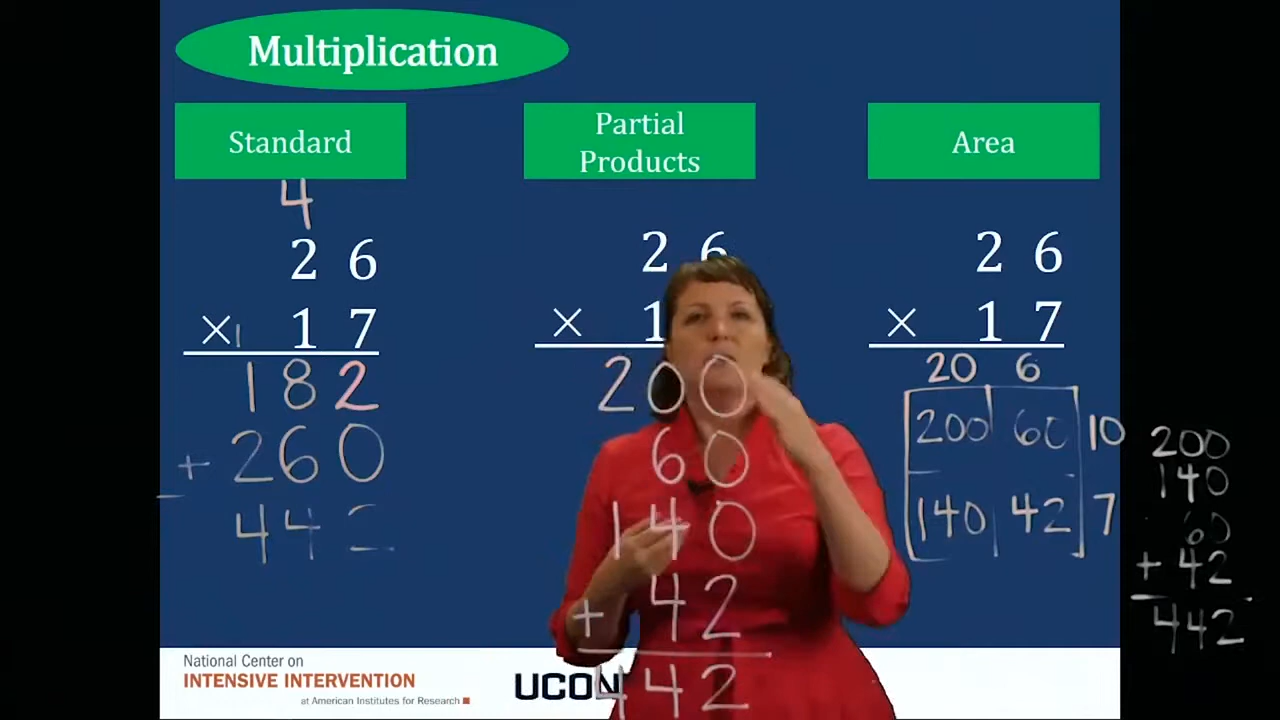 Multiplication
Standard
4
2 6
× 1 1 7
1 8 2
+ 2 6 0
4 4 2
Partial
Products
2 6
× 1
2 0 0
6 0
1 4 0
+ 4 2
4 4 2
Area
2 6
× 1 7
20 6
200 60 10
140 42 7
200
140
60
+ 42
442
National Center on
INTENSIVE INTERVENTION
at American Institutes for Research
UCON